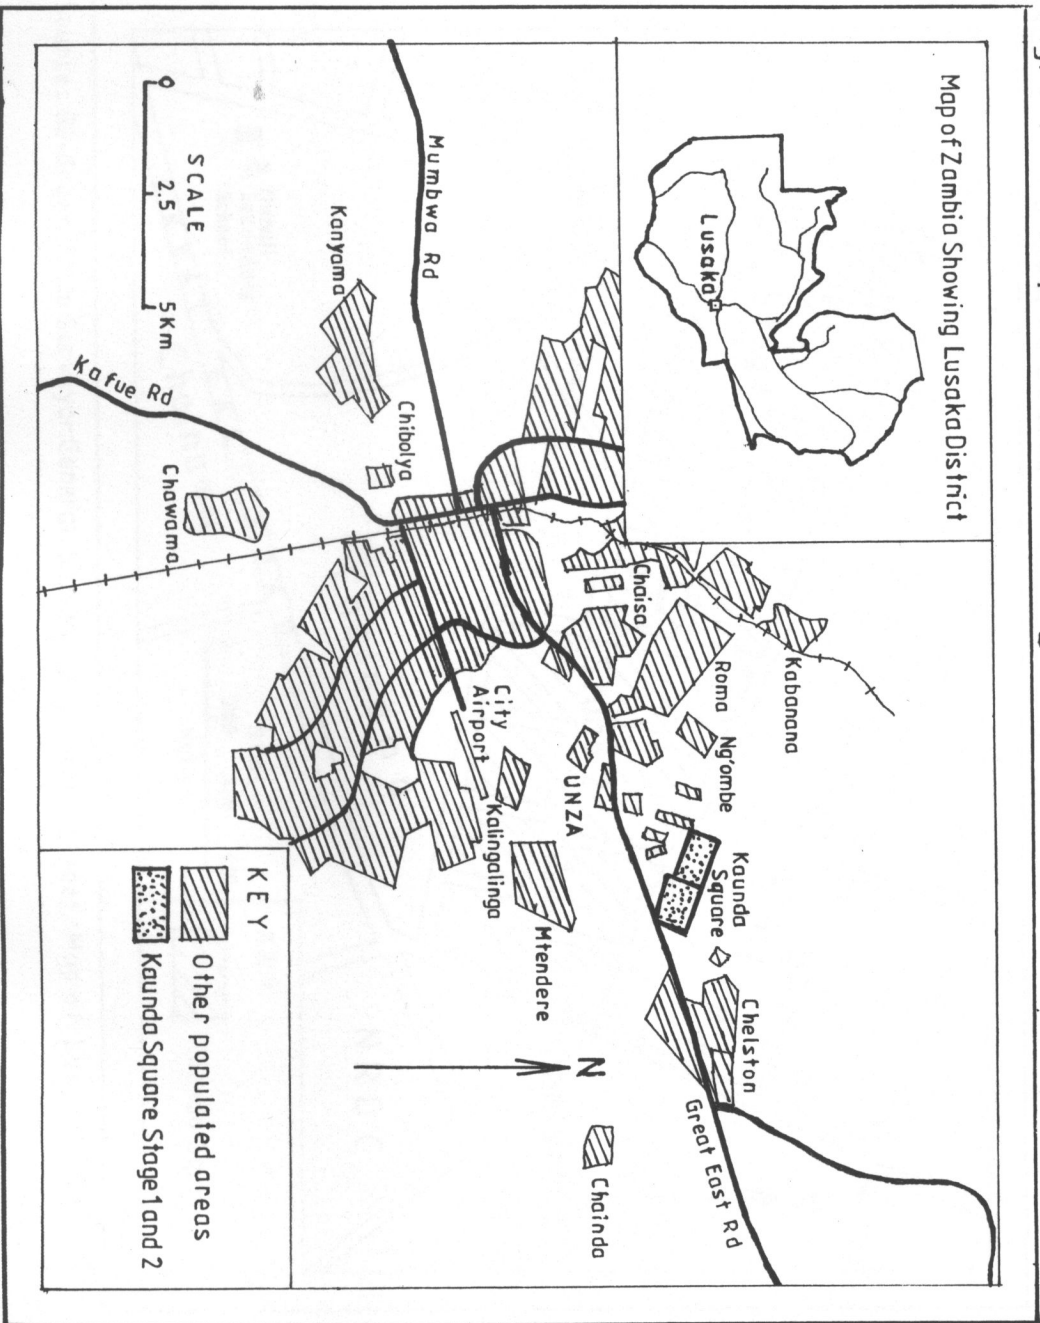 Map of Zambia Showing Lusaka District
Lusaka
Mumbwa Rd
Kanyama
SCALE
0 2.5 5 Km
Kafue Rd
Chibolya
Chawama
Chaisa
Kabanana
Roma
Ng'ombe
City
Airport
UNZA
Kalingalinga
Kaunda
Square
Mtendere
Chelston
N
Great East Rd
Chainda
KEY
Other populated areas
Kaunda Square Stage 1 and 2